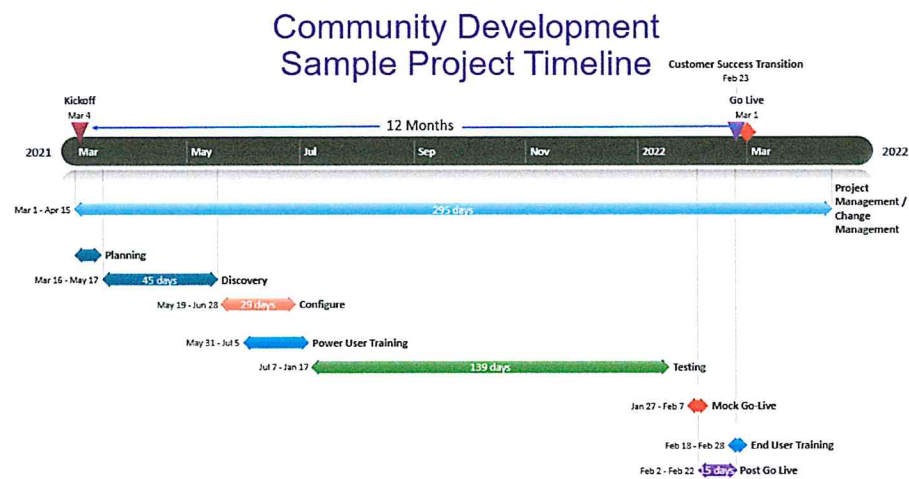 Community Development
Sample Project Timeline
Customer Success Transition
Feb 23
Kickoff
Mar 4
Go Live
Mar 1
12 Months
2021
Mar
May
Jul
Sep
Nov
2022
Mar
2022
Mar 1 - Apr 15
295 days
Project
Management /
Change
Management
Planning
Mar 16 - May 17
45 days
Discovery
May 19 - Jun 28
29 days
Configure
May 31 - Jul 5
Power User Training
Jul 7 - Jan 17
139 days
Testing
Jan 27 - Feb 7
Mock Go-Live
Feb 18 - Feb 28
End User Training
Feb 2 - Feb 22
15 days
Post Go Live